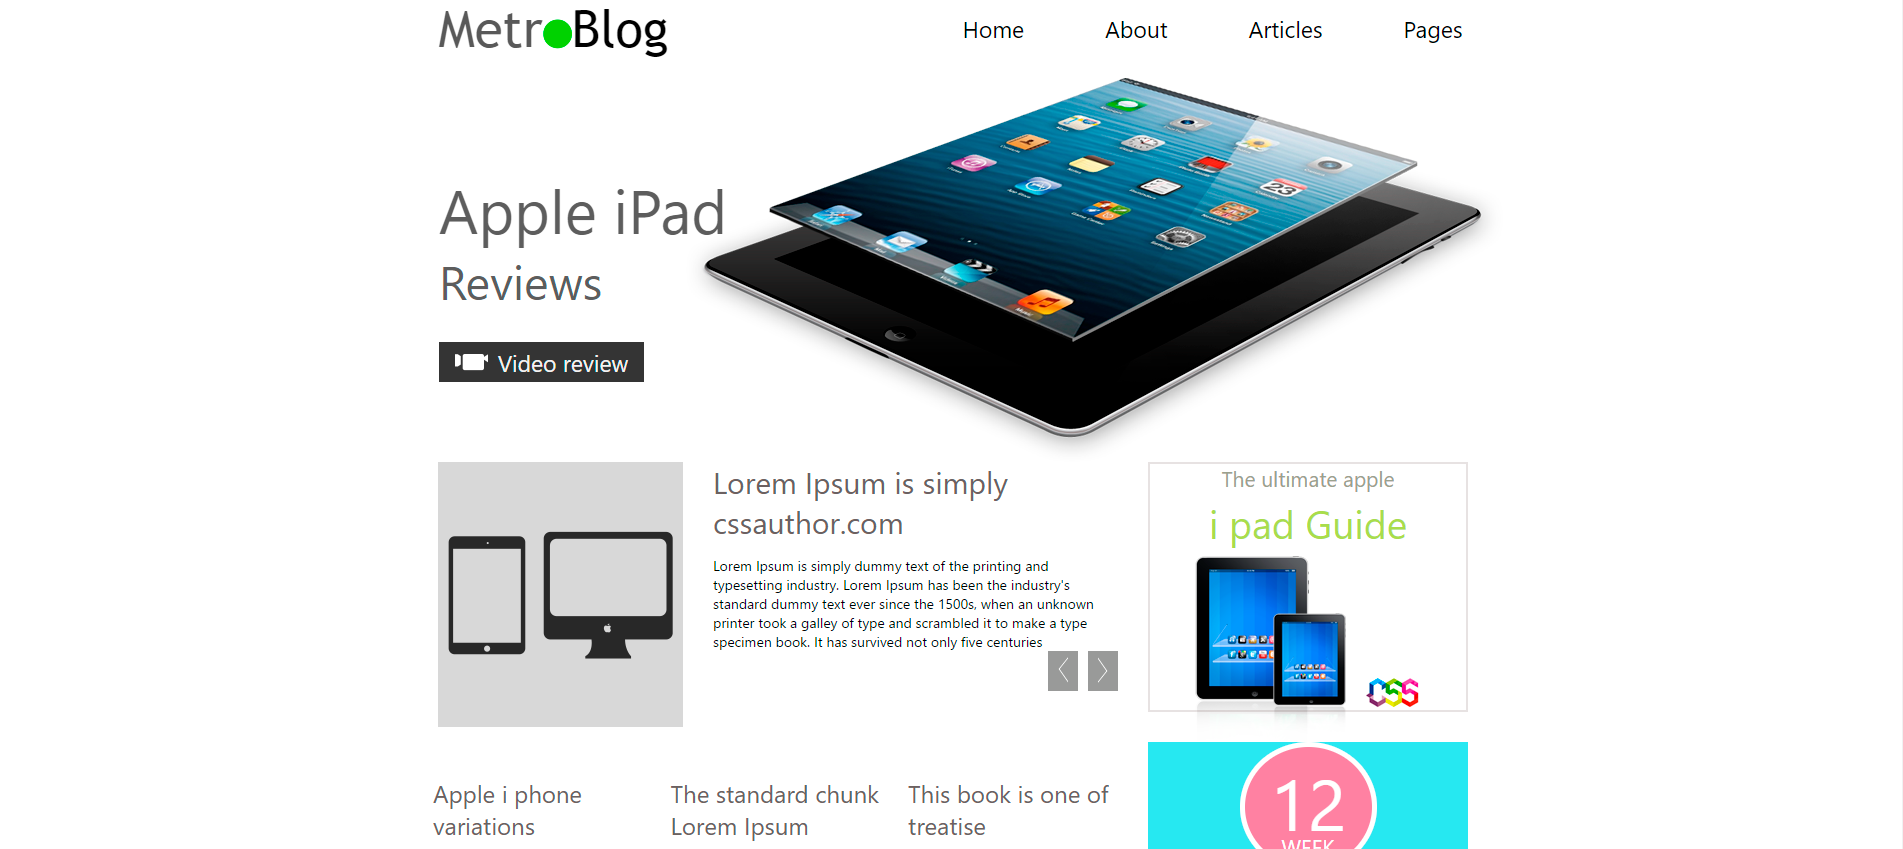 Metro Blog
Home About Articles Pages
Apple iPad
Reviews
Video review
Lorem Ipsum is simply
cssauthor.com
Lorem Ipsum is simply dummy text of the printing and
typesetting industry. Lorem Ipsum has been the industry's
standard dummy text ever since the 1500s, when an unknown
printer took a galley of type and scrambled it to make a type
specimen book. It has survived not only five centuries
The ultimate apple
i pad Guide
CSS
Apple i phone
variations
The standard chunk
Lorem Ipsum
This book is one of
treatise
12
WEEK